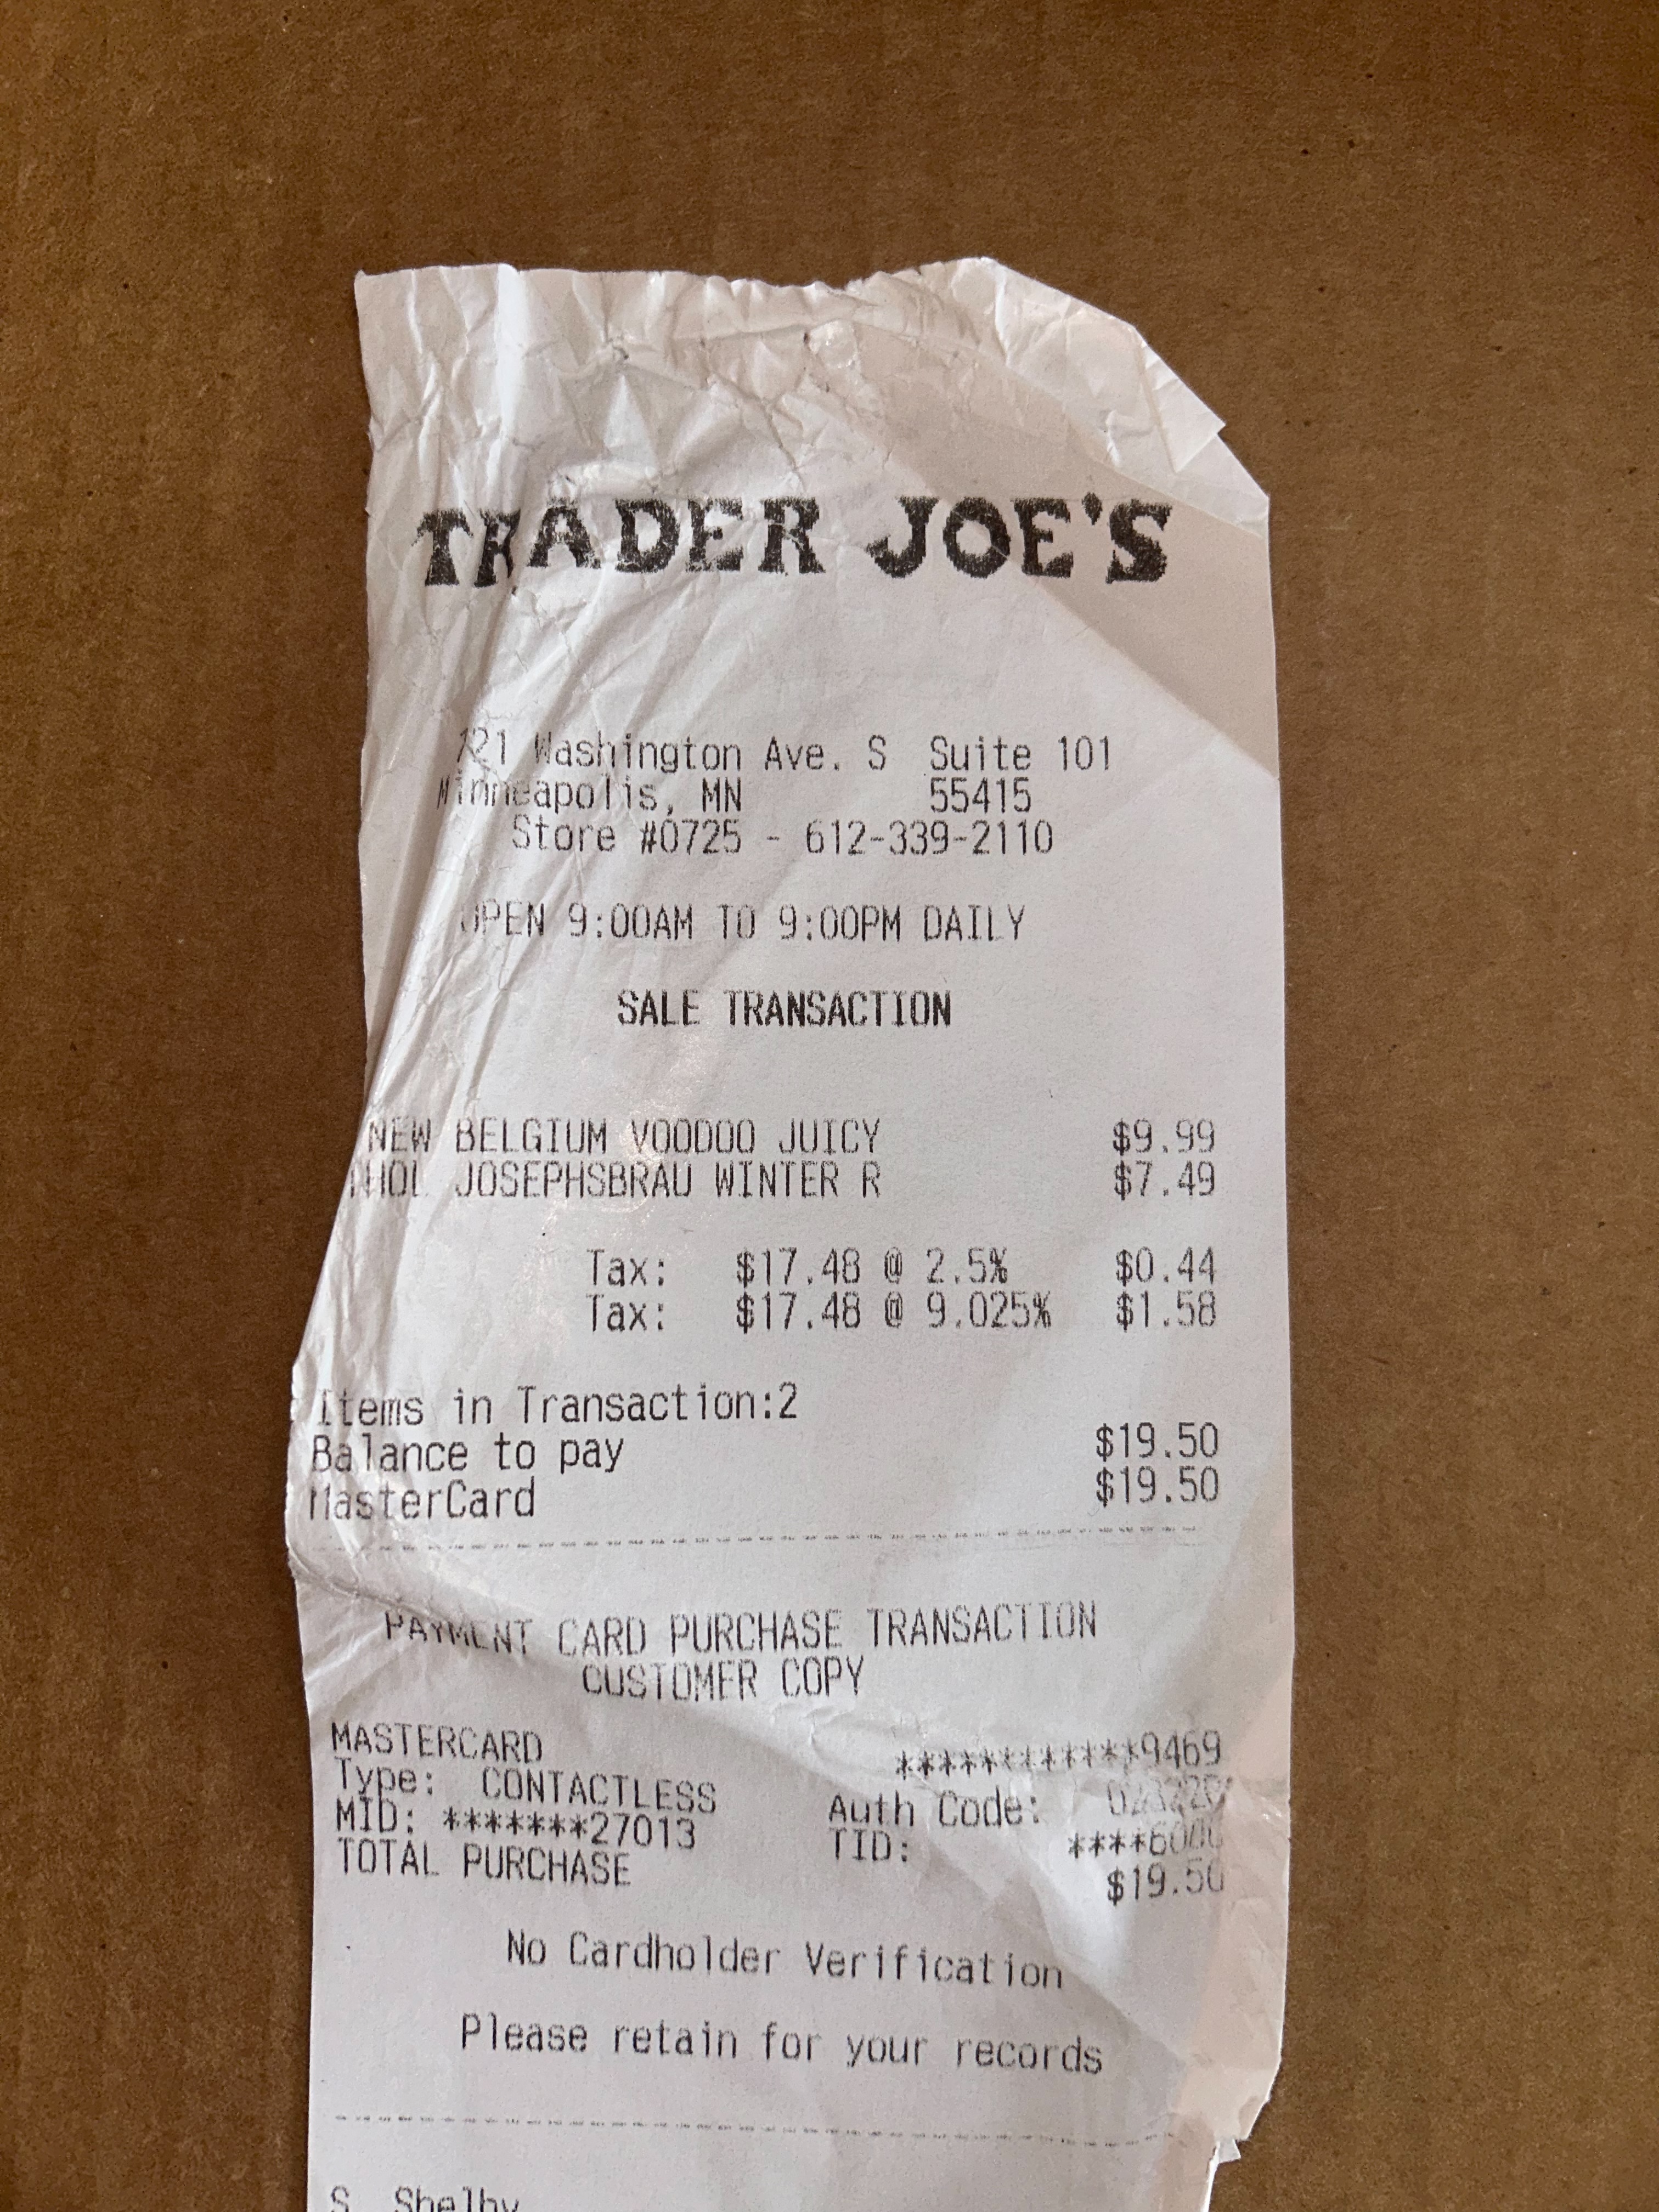 TRADER JOE'S
721 Washington Ave. S Suite 101
Minneapolis, MN 55415
Store #0725 - 612-339-2110
OPEN 9:00AM TO 9:00PM DAILY
SALE TRANSACTION
NEW BELGIUM VOODOO JUICY $9.99
JOSEPHSBRAU WINTER R $7.49
Tax: $17.48 @ 2.5% $0.44
Tax: $17.48 @ 9.025% $1.58
Items in Transaction:2
Balance to pay $19.50
MasterCard $19.50
PAYMENT CARD PURCHASE TRANSACTION
CUSTOMER COPY
MASTERCARD ************9469
Type: CONTACTLESS Auth Code:
MID: *******27013 TID:
TOTAL PURCHASE $19.50
No Cardholder Verification
Please retain for your records
S. Shelby